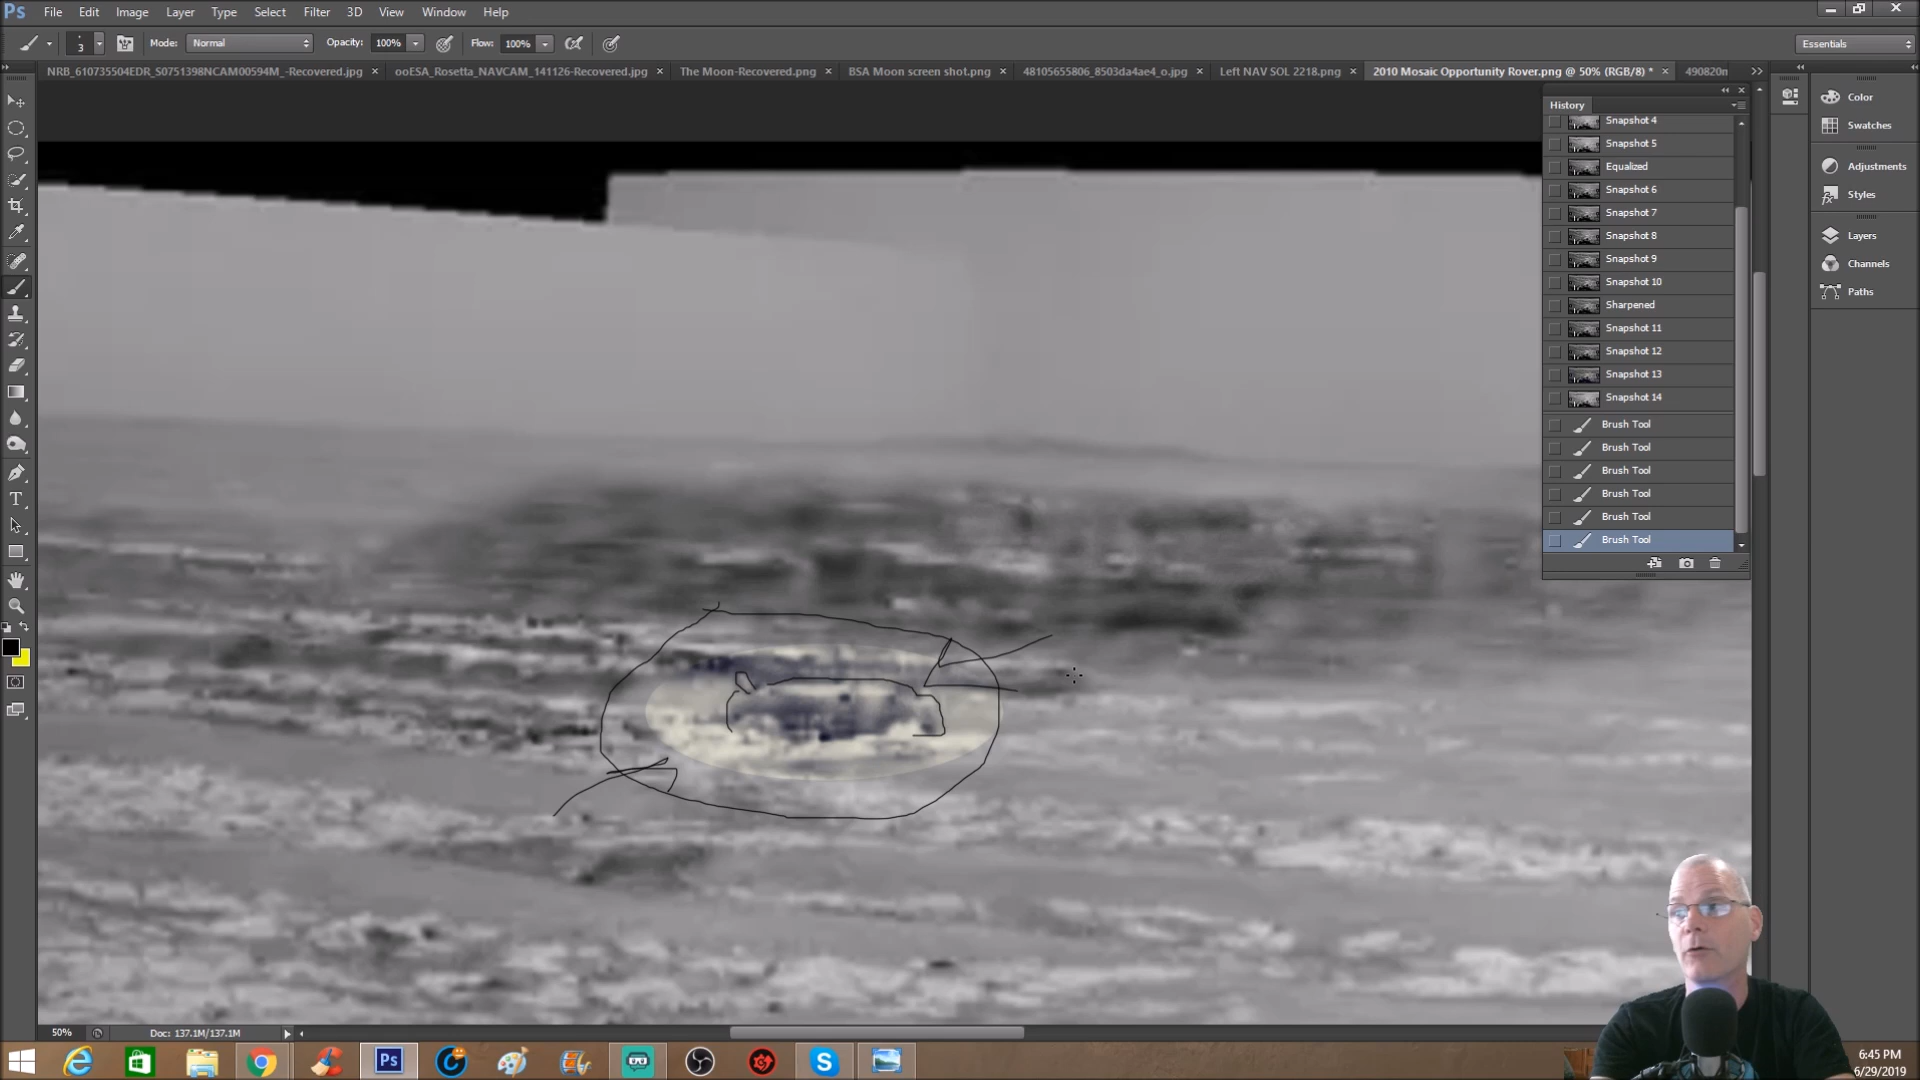 Ps File Edit Image Layer Type Select Filter 3D View Window Help
3 Mode: Normal Opacity: 100% Flow: 100% Essentials
NRB_610735504EDR_S0751398NCAM00594M_-Recovered.jpg × ooESA_Rosetta_NAVCAM_141126-Recovered.jpg × The Moon-Recovered.png × BSA Moon screen shot.png × 48105655806_8503da4ae4_o.jpg × Left NAV SOL 2218.png × 2010 Mosaic Opportunity Rover.png @ 50% (RGB/8) * × 490820n
History
Snapshot 4
Snapshot 5
Equalized
Snapshot 6
Snapshot 7
Snapshot 8
Snapshot 9
Snapshot 10
Sharpened
Snapshot 11
Snapshot 12
Snapshot 13
Snapshot 14
Brush Tool
Brush Tool
Brush Tool
Brush Tool
Brush Tool
Brush Tool
Color
Swatches
Adjustments
Styles
Layers
Channels
Paths
50% Doc: 137.1M/137.1M
Ps
6:45 PM
6/29/2019